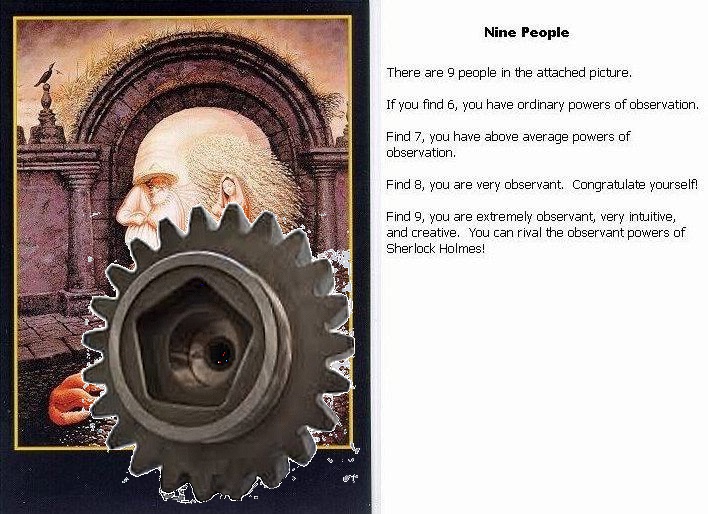 Nine People
There are 9 people in the attached picture.
If you find 6, you have ordinary powers of observation.
Find 7, you have above average powers of
observation.
Find 8, you are very observant.  Congratulate yourself!
Find 9, you are extremely observant, very intuitive,
and creative.  You can rival the observant powers of
Sherlock Holmes!